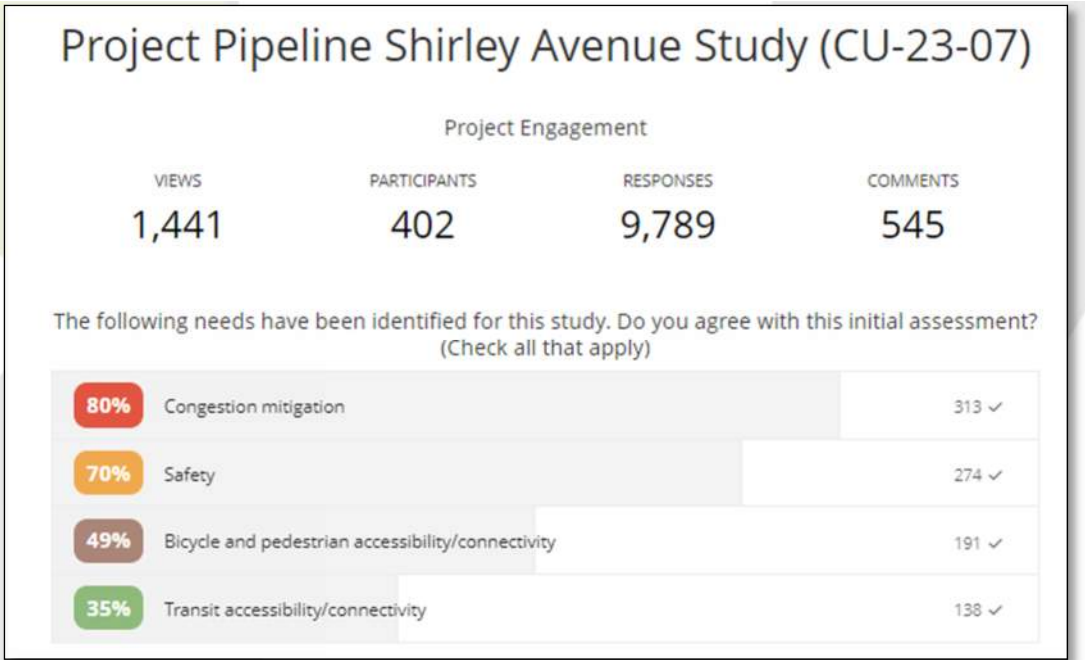 Project Pipeline Shirley Avenue Study (CU-23-07)
Project Engagement
VIEWS PARTICIPANTS RESPONSES COMMENTS
1,441 402 9,789 545
The following needs have been identified for this study. Do you agree with this initial assessment?
(Check all that apply)
80% Congestion mitigation 313 ✓
70% Safety 274 ✓
49% Bicycle and pedestrian accessibility/connectivity 191 ✓
35% Transit accessibility/connectivity 138 ✓